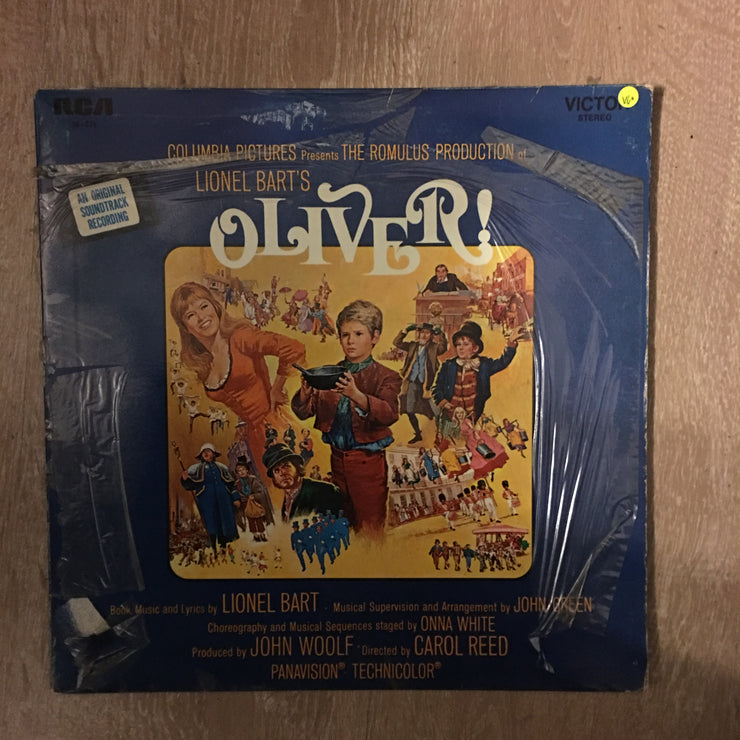 RCA
VICTO
STEREO
VG+
COLUMBIA PICTURES Presents THE ROMULUS PRODUCTION of
LIONEL BART'S
OLIVER!
AN ORIGINAL
SOUNDTRACK
RECORDING
Book Music and Lyrics by LIONEL BART · Musical Supervision and Arrangement by JOHN GREEN
Choreography and Musical Sequences staged by ONNA WHITE
Produced by JOHN WOOLF · Directed by CAROL REED
PANAVISION® TECHNICOLOR®